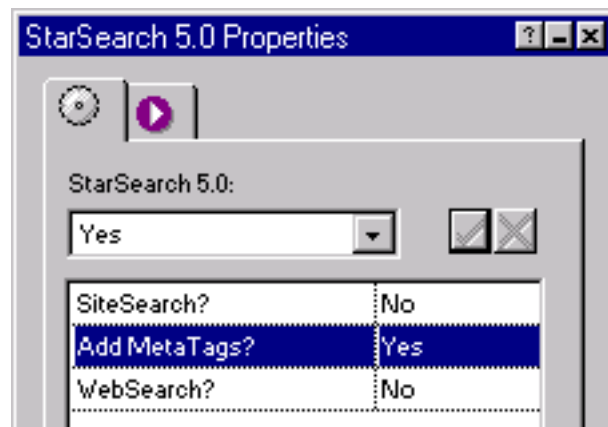 StarSearch 5.0 Properties ?
StarSearch 5.0:
Yes
SiteSearch? No
Add MetaTags? Yes
WebSearch? No